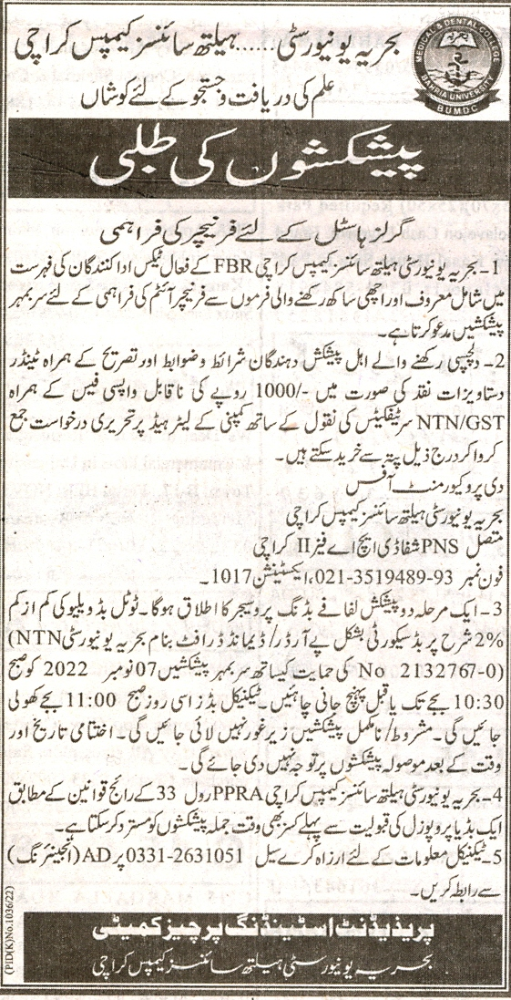 بحریہ یونیورسٹی......ہیلتھ سائنسز کیمپس کراچی
علم کی دریافت و جستجو کے لئے کوشاں
MEDICAL & DENTAL COLLEGE
BAHRIA UNIVERSITY
BUMDC
پیشکشوں کی طلبی
گرلز ہاسٹل کے لئے فرنیچر کی فراہمی
1- بحریہ یونیورسٹی ہیلتھ سائنسز کیمپس کراچی FBR کے فعال ٹیکس ادا کنندگان کی فہرست
میں شامل معروف اور اچھی ساکھ رکھنے والی فرموں سے فرنیچر آئٹم کی فراہمی کے لئے سربمہر
پیشکشیں مدعو کرتا ہے۔
2- دلچسپی رکھنے والے اہل پیشکش دہندگان شرائط و ضوابط اور تصریح کے ہمراہ ٹینڈر
دستاویزات نقد کی صورت میں -/1000 روپے کی ناقابل واپسی فیس کے ہمراہ
NTN/GST سرٹیفکیٹس کی نقول کے ساتھ کمپنی کے لیٹر ہیڈ پر تحریری درخواست جمع
کروا کر درج ذیل پتہ سے خرید سکتے ہیں۔
دی پروکیورمنٹ آفس
بحریہ یونیورسٹی ہیلتھ سائنسز کیمپس کراچی
متصل PNS شفا ڈی ایچ اے فیز II کراچی
فون نمبر 93-3519489-021، ایکسٹینشن 1017۔
3- ایک مرحلہ دو پیشکش لفافے بڈنگ پروسیجر کا اطلاق ہوگا۔ ٹوٹل بڈ ویلیو کی کم از کم
2% شرح پر بڈ سیکورٹی بشکل پے آرڈر/ڈیمانڈ ڈرافٹ بنام بحریہ یونیورسٹی (NTN
No 2132767-0) کی حمایت کیساتھ سربمہر پیشکشیں 07 نومبر 2022 کو صبح
10:30 بجے تک یا قبل پہنچ جانی چاہئیں۔ ٹیکنیکل بڈز اسی روز صبح 11:00 بجے کھولی
جائیں گی۔ مشروط/نامکمل پیشکشیں زیر غور نہیں لائی جائیں گی۔ اختتامی تاریخ اور
وقت کے بعد موصولہ پیشکشوں پر توجہ نہیں دی جائے گی۔
4- بحریہ یونیورسٹی ہیلتھ سائنسز کیمپس کراچی PPRA رول 33 کے رائج قوانین کے مطابق
ایک بڈ یا پروپوزل کی قبولیت سے پہلے کسی بھی وقت جملہ پیشکشوں کو مسترد کر سکتا ہے۔
5- ٹیکنیکل معلومات کے لئے ازراہ کرم سیل 2631051-0331 پر AD (انجینئرنگ)
سے رابطہ کریں۔
پریذیڈنٹ اسٹینڈنگ پرچیز کمیٹی
بحریہ یونیورسٹی ہیلتھ سائنسز کیمپس کراچی
(PID(K)No.1036/22)